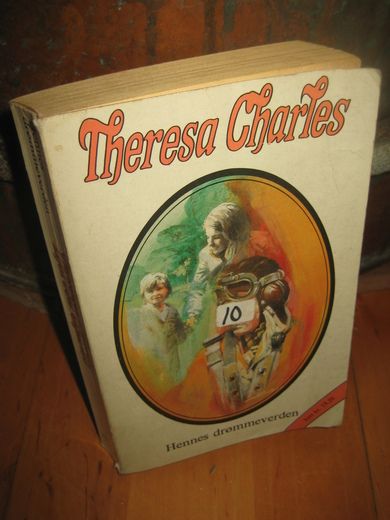 Theresa Charles
10
Hennes drømmeverden